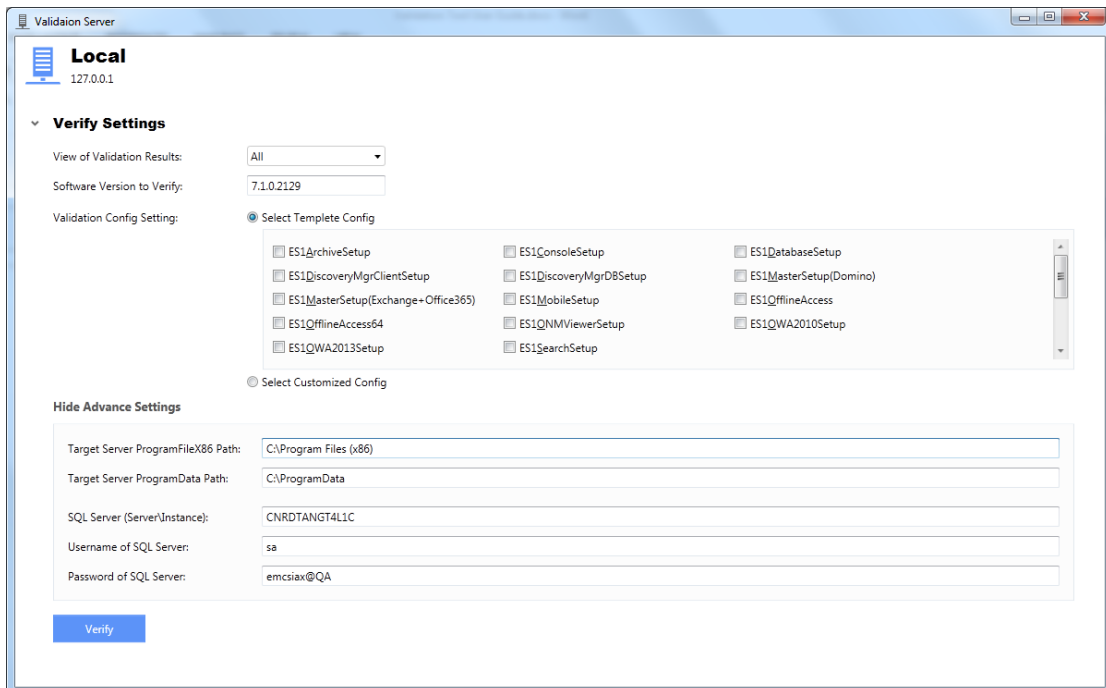 Validaion Server
Local
127.0.0.1
Verify Settings
View of Validation Results: All
Software Version to Verify: 7.1.0.2129
Validation Config Setting: Select Templete Config
ES1ArchiveSetup ES1ConsoleSetup ES1DatabaseSetup
ES1DiscoveryMgrClientSetup ES1DiscoveryMgrDBSetup ES1MasterSetup(Domino)
ES1MasterSetup(Exchange+Office365) ES1MobileSetup ES1OfflineAccess
ES1OfflineAccess64 ES1ONMViewerSetup ES1OWA2010Setup
ES1OWA2013Setup ES1SearchSetup
Select Customized Config
Hide Advance Settings
Target Server ProgramFileX86 Path: C:\Program Files (x86)
Target Server ProgramData Path: C:\ProgramData
SQL Server (Server\Instance): CNRDTANGT4L1C
Username of SQL Server: sa
Password of SQL Server: emcsiax@QA
Verify